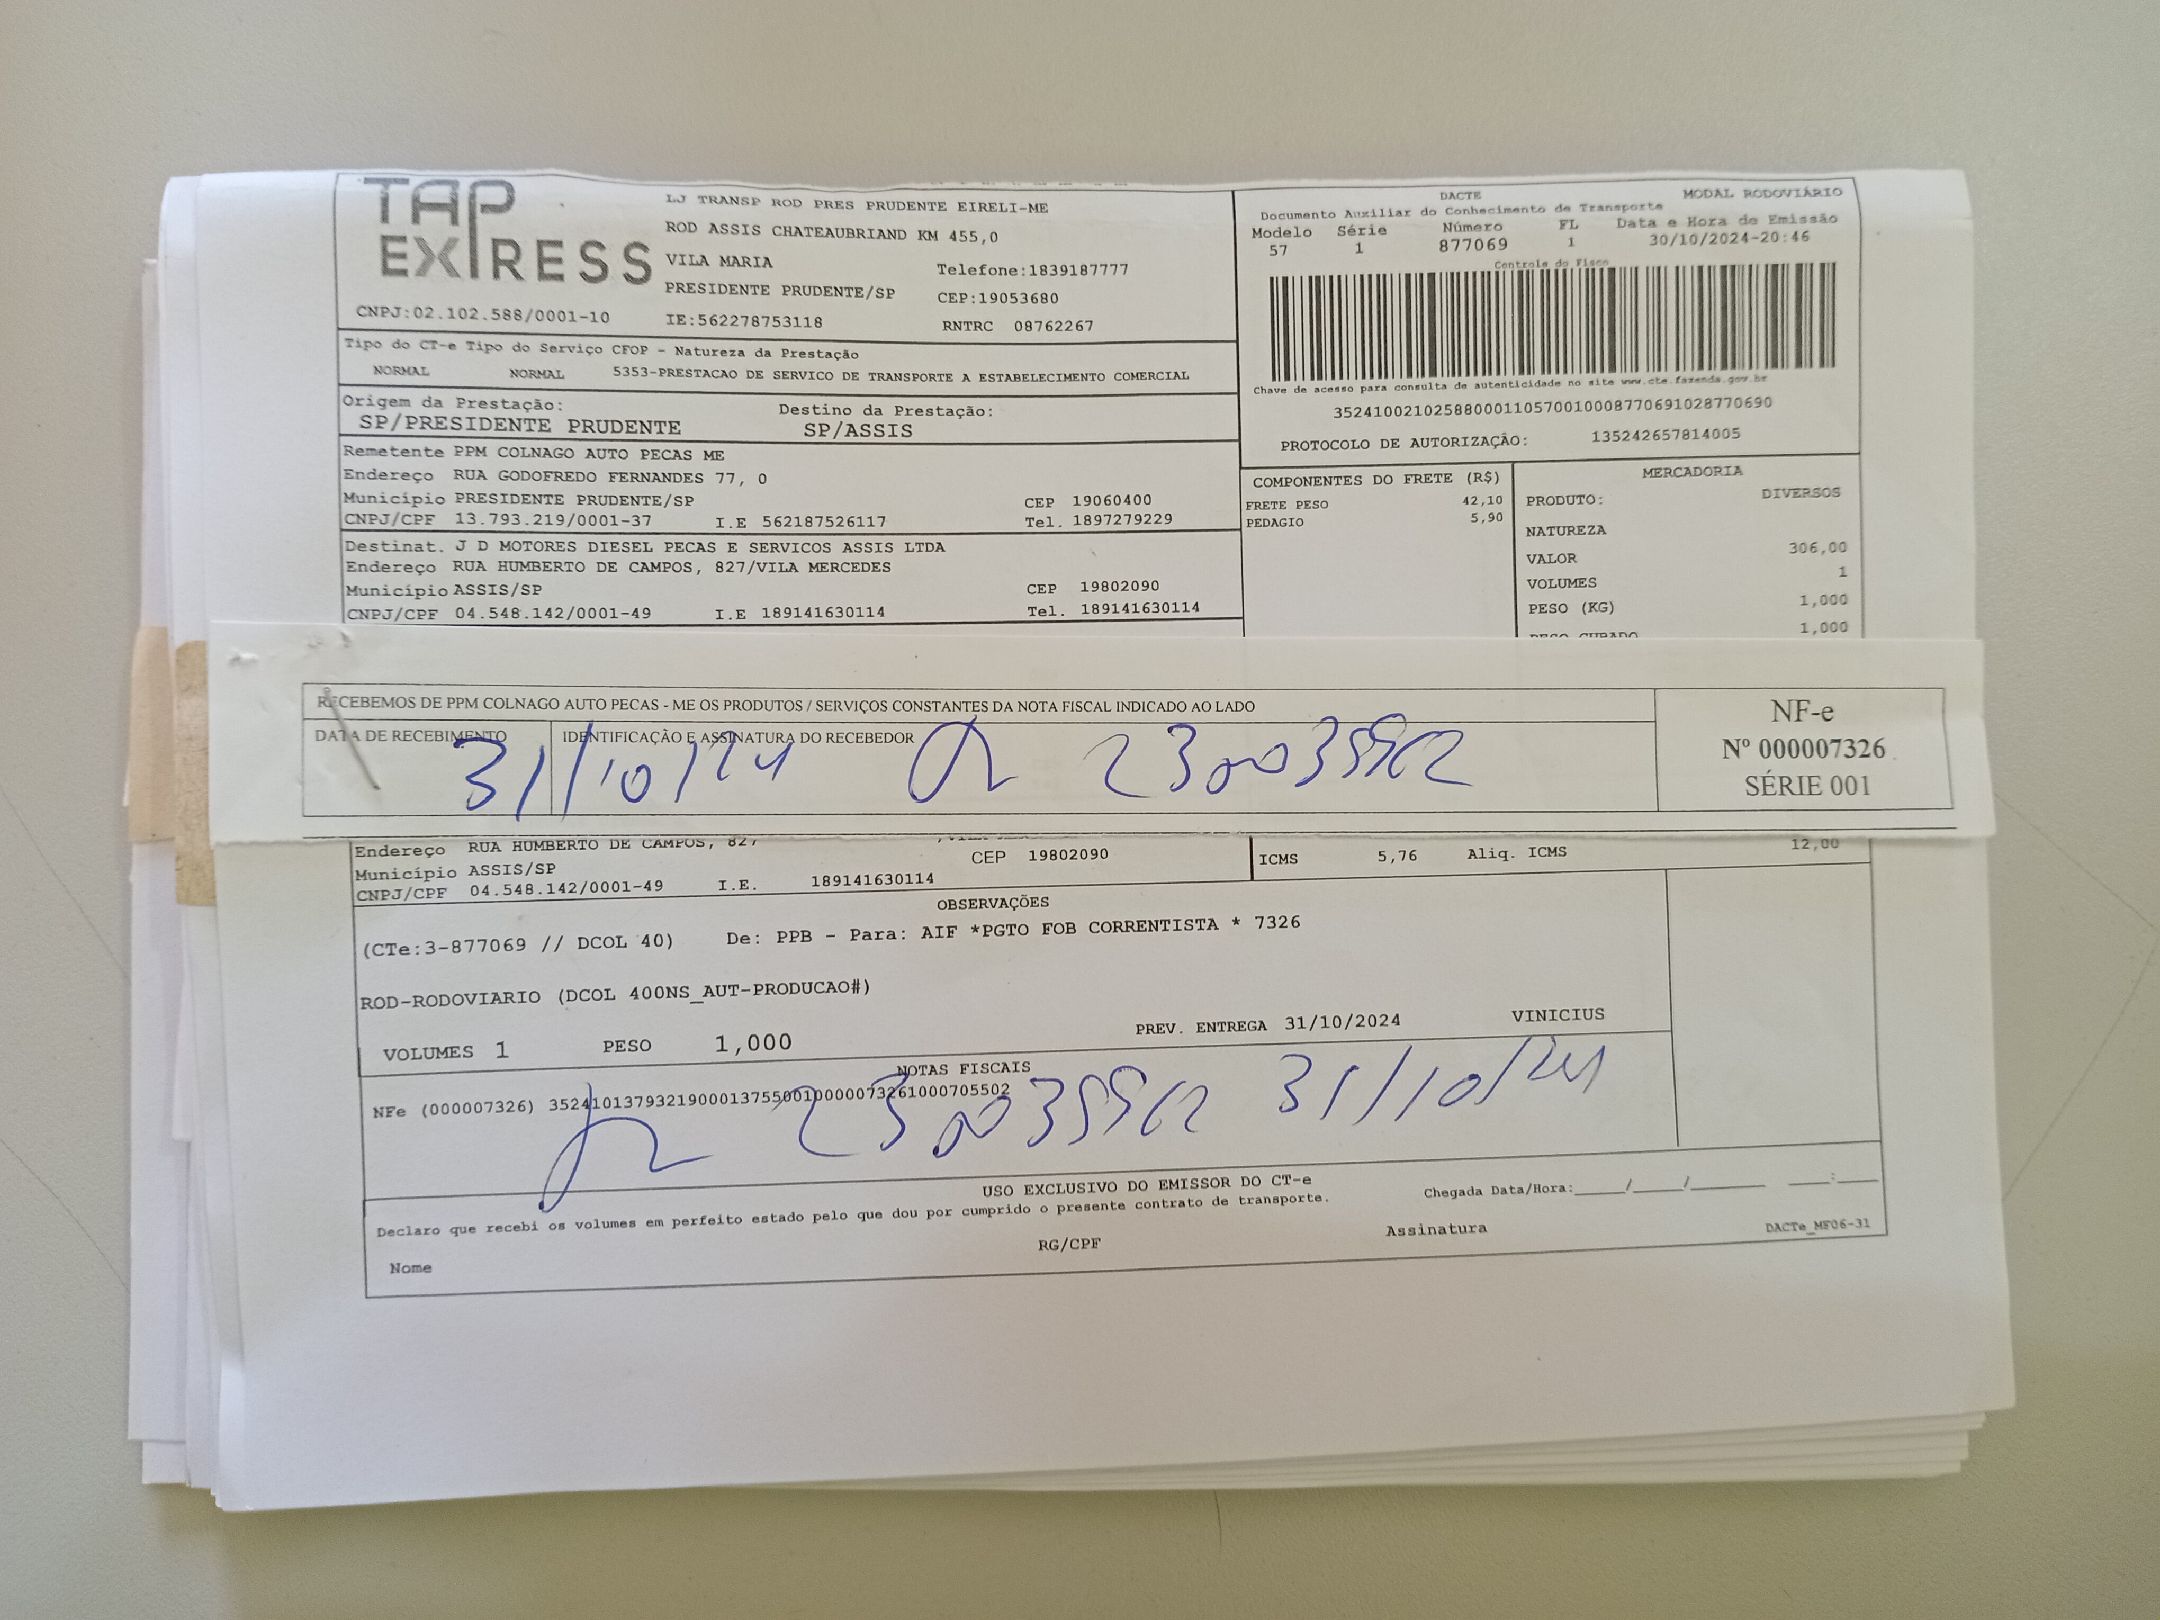 TAP
EXPRESS
LJ TRANSP ROD PRES PRUDENTE EIRELI-ME
ROD ASSIS CHATEAUBRIAND KM 455,0
VILA MARIA
Telefone:1839187777
PRESIDENTE PRUDENTE/SP
CEP:19053680
CNPJ:02.102.588/0001-10
IE:562278753118
RNTRC 08762267
DACTE
MODAL RODOVIÁRIO
Documento Auxiliar do Conhecimento de Transporte
Modelo Série Número FL Data e Hora de Emissão
57 1 877069 1 30/10/2024-20:46
Controle do Fisco
Chave de acesso para consulta de autenticidade no site www.cte.fazenda.gov.br
35241002102588000110570010008770691028770690
PROTOCOLO DE AUTORIZAÇÃO: 135242657814005
Tipo do CT-e Tipo do Serviço CFOP - Natureza da Prestação
NORMAL NORMAL 5353-PRESTACAO DE SERVICO DE TRANSPORTE A ESTABELECIMENTO COMERCIAL
Origem da Prestação: Destino da Prestação:
SP/PRESIDENTE PRUDENTE SP/ASSIS
Remetente PPM COLNAGO AUTO PECAS ME
Endereço RUA GODOFREDO FERNANDES 77, 0
Município PRESIDENTE PRUDENTE/SP CEP 19060400
CNPJ/CPF 13.793.219/0001-37 I.E 562187526117 Tel. 1897279229
Destinat. J D MOTORES DIESEL PECAS E SERVICOS ASSIS LTDA
Endereço RUA HUMBERTO DE CAMPOS, 827/VILA MERCEDES
Município ASSIS/SP CEP 19802090
CNPJ/CPF 04.548.142/0001-49 I.E 189141630114 Tel. 189141630114
COMPONENTES DO FRETE (R$)
FRETE PESO 42,10
PEDAGIO 5,90
MERCADORIA
PRODUTO: DIVERSOS
NATUREZA
VALOR 306,00
VOLUMES 1
PESO (KG) 1,000
PESO CUBADO 1,000
RECEBEMOS DE PPM COLNAGO AUTO PECAS - ME OS PRODUTOS / SERVIÇOS CONSTANTES DA NOTA FISCAL INDICADO AO LADO
DATA DE RECEBIMENTO IDENTIFICAÇÃO E ASSINATURA DO RECEBEDOR
31/10/24
NF-e
Nº 000007326
SÉRIE 001
Endereço RUA HUMBERTO DE CAMPOS, 827
Município ASSIS/SP CEP 19802090
CNPJ/CPF 04.548.142/0001-49 I.E. 189141630114
ICMS 5,76 Aliq. ICMS 12,00
OBSERVAÇÕES
(CTe:3-877069 // DCOL 40) De: PPB - Para: AIF *PGTO FOB CORRENTISTA * 7326
ROD-RODOVIARIO (DCOL 400NS_AUT-PRODUCAO#)
PREV. ENTREGA 31/10/2024 VINICIUS
VOLUMES 1 PESO 1,000
NOTAS FISCAIS
NFe (000007326) 35241013793219000137550010000073261000705502
31/10/24
USO EXCLUSIVO DO EMISSOR DO CT-e
Declaro que recebi os volumes em perfeito estado pelo que dou por cumprido o presente contrato de transporte.
Chegada Data/Hora:_____/_____/_______ ____:____
Nome RG/CPF Assinatura DACTe_MF06-31